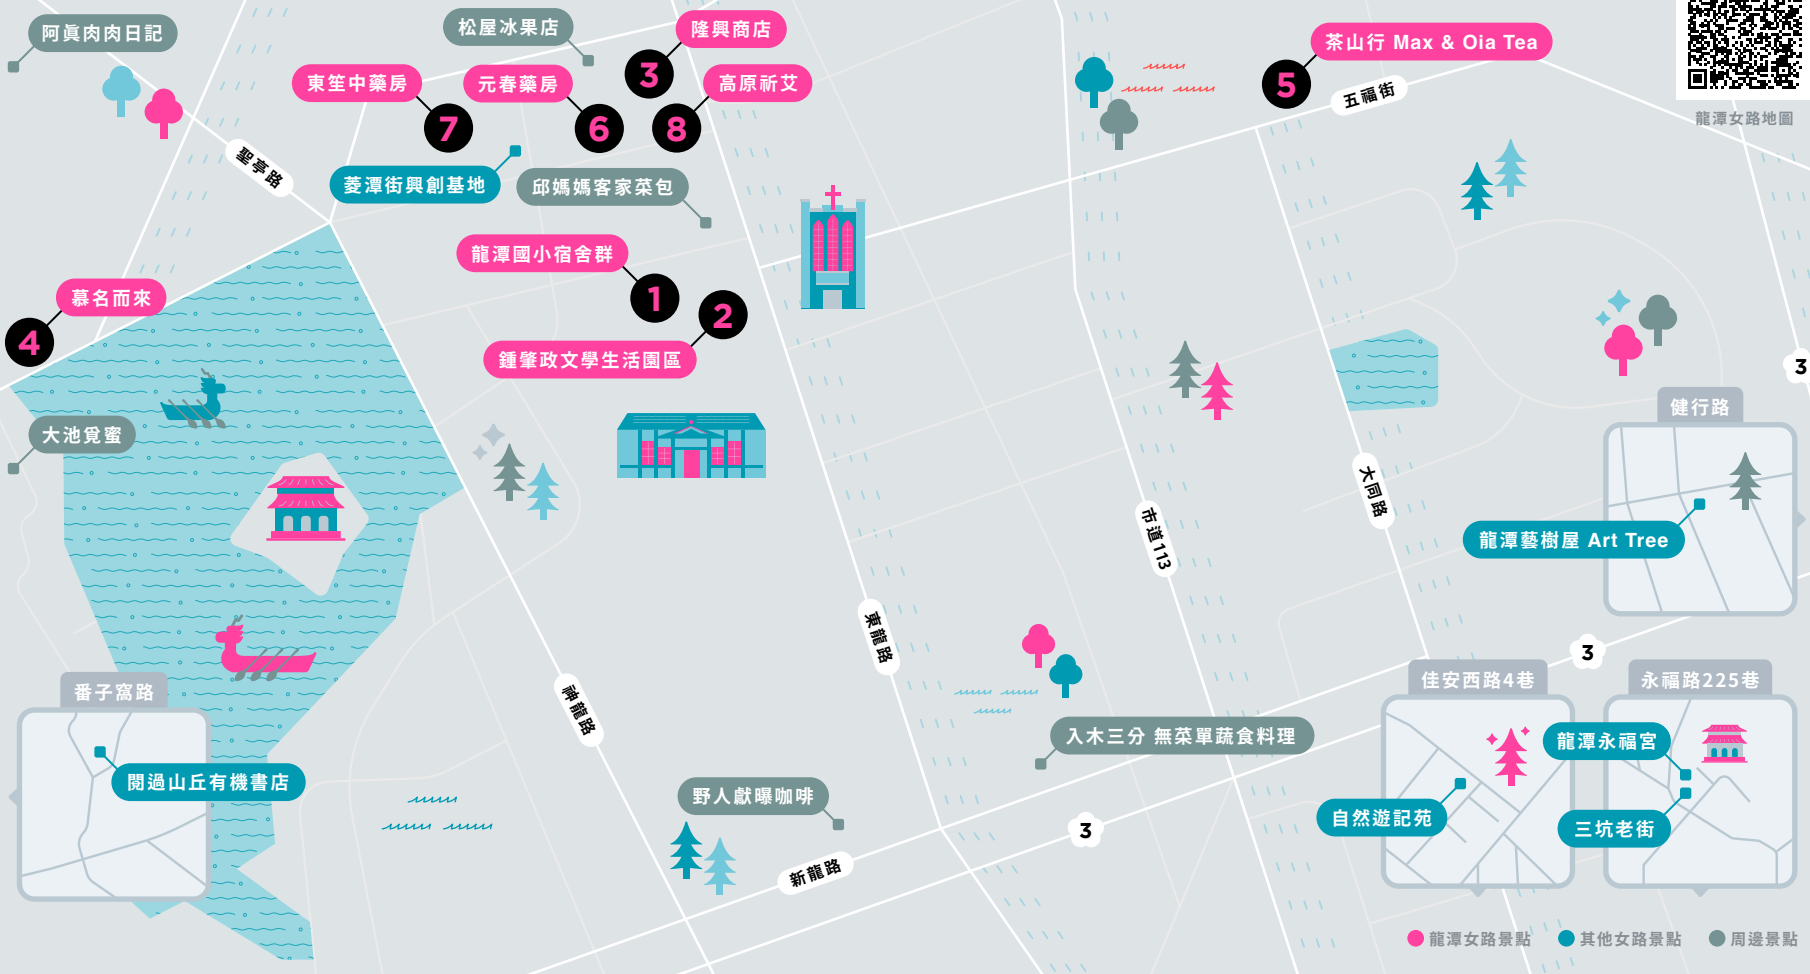 阿眞肉肉日記
松屋冰果店
隆興商店
3
茶山行 Max & Oia Tea
5
五福街
龍潭女路地圖
東笙中藥房
7
元春藥房
6
高原祈艾
8
聖亭路
菱潭街興創基地
邱媽媽客家菜包
龍潭國小宿舍群
1
2
鍾肇政文學生活園區
慕名而來
4
大池覓蜜
3
健行路
大同路
市道113
龍潭藝樹屋 Art Tree
東龍路
3
番子窩路
神龍路
佳安西路4巷
永福路225巷
入木三分 無菜單蔬食料理
龍潭永福宮
閱過山丘有機書店
野人獻曝咖啡
自然遊記苑
三坑老街
3
新龍路
龍潭女路景點
其他女路景點
周邊景點